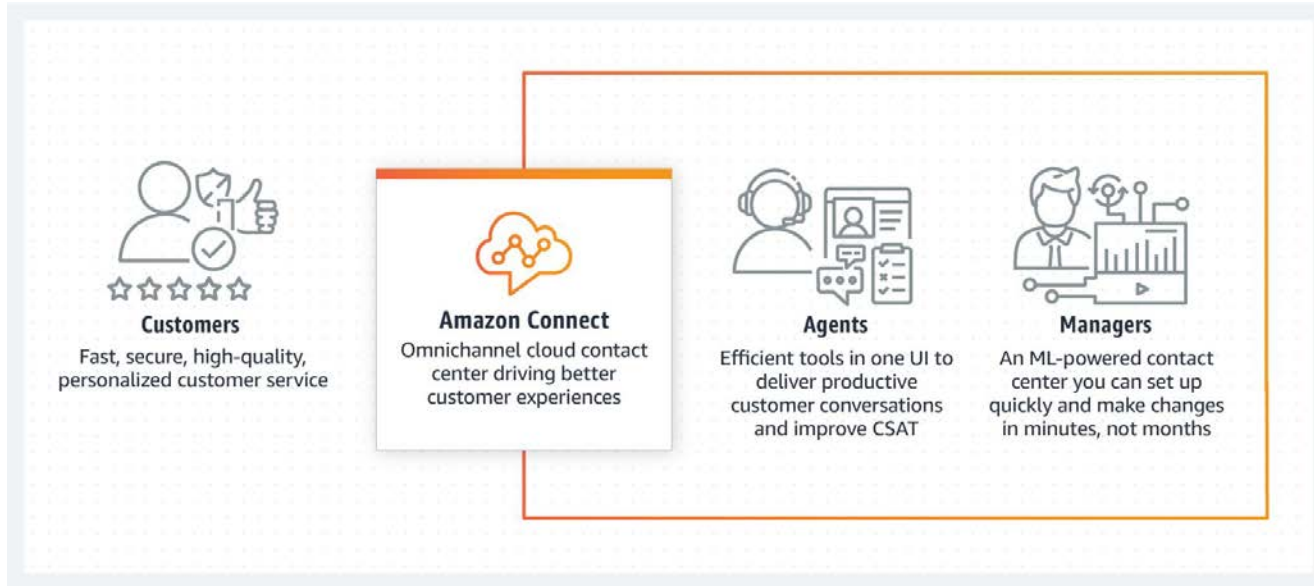 Customers
Fast, secure, high-quality,
personalized customer service
Amazon Connect
Omnichannel cloud contact
center driving better
customer experiences
Agents
Efficient tools in one UI to
deliver productive
customer conversations
and improve CSAT
Managers
An ML-powered contact
center you can set up
quickly and make changes
in minutes, not months